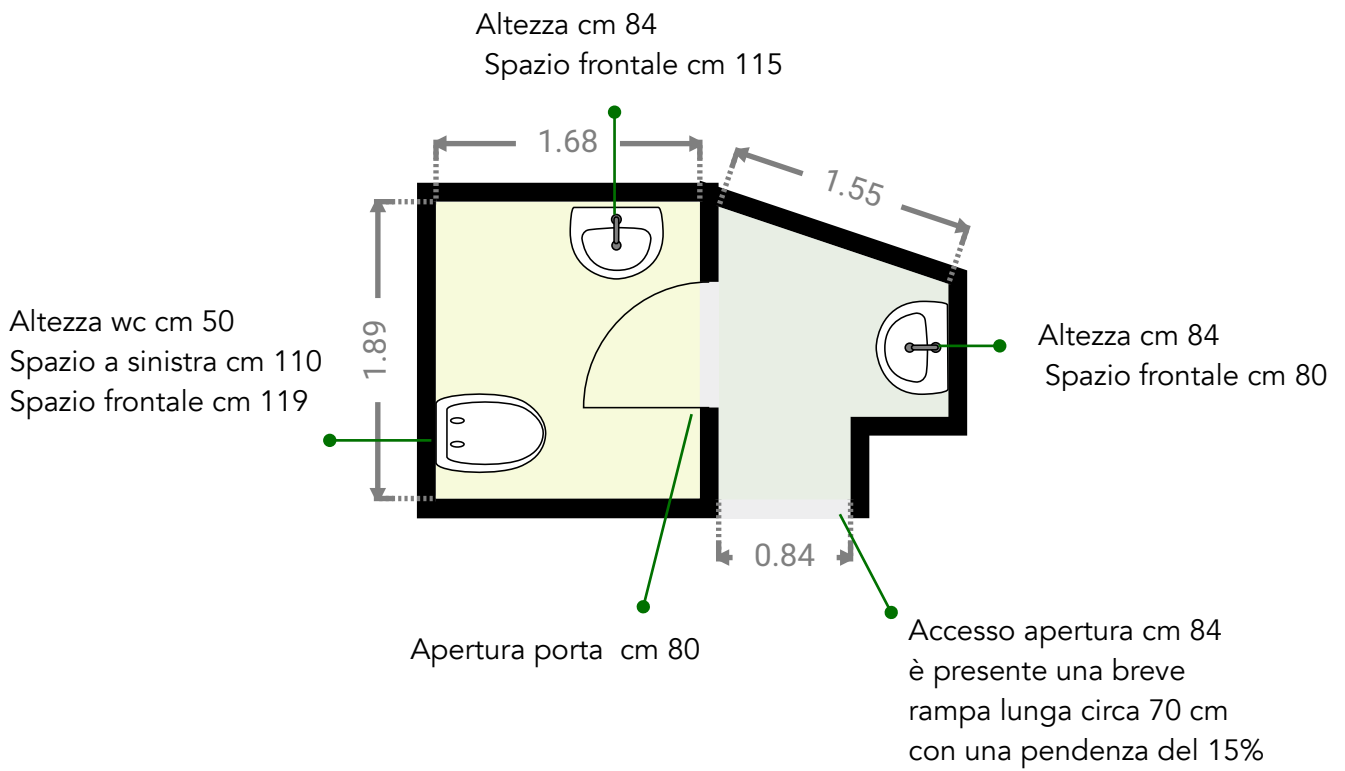 Altezza cm 84
Spazio frontale cm 115
1.68
1.55
Altezza wc cm 50
Spazio a sinistra cm 110
Spazio frontale cm 119
1.89
Altezza cm 84
Spazio frontale cm 80
0.84
Apertura porta cm 80
Accesso apertura cm 84
è presente una breve
rampa lunga circa 70 cm
con una pendenza del 15%